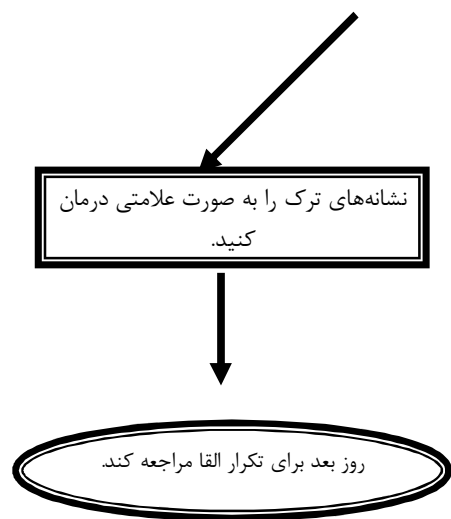 نشانه‌های ترک را به صورت علامتی درمان
کنید.
روز بعد برای تکرار القا مراجعه کند.